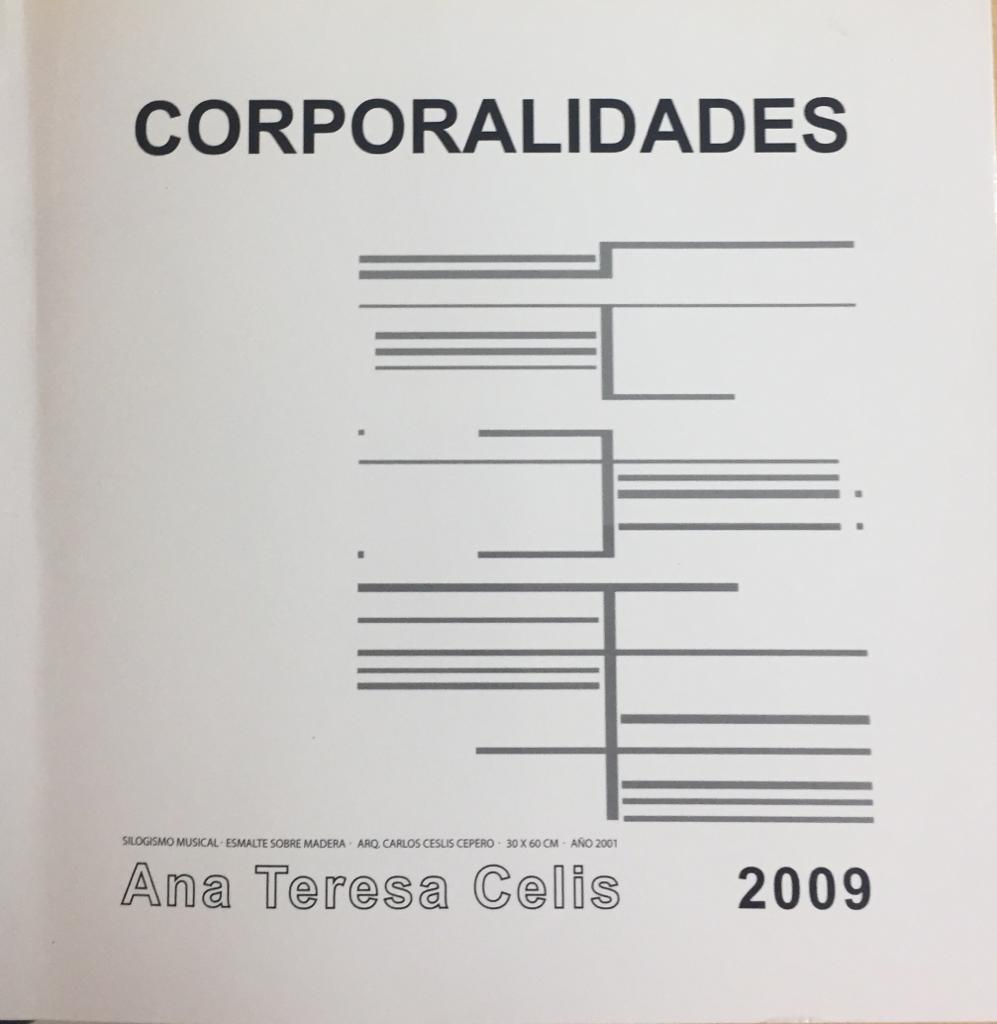 CORPORALIDADES
SILOGISMO MUSICAL · ESMALTE SOBRE MADERA · ARQ. CARLOS CESLIS CEPERO · 30 X 60 CM · AÑO 2001
Ana Teresa Celis 2009